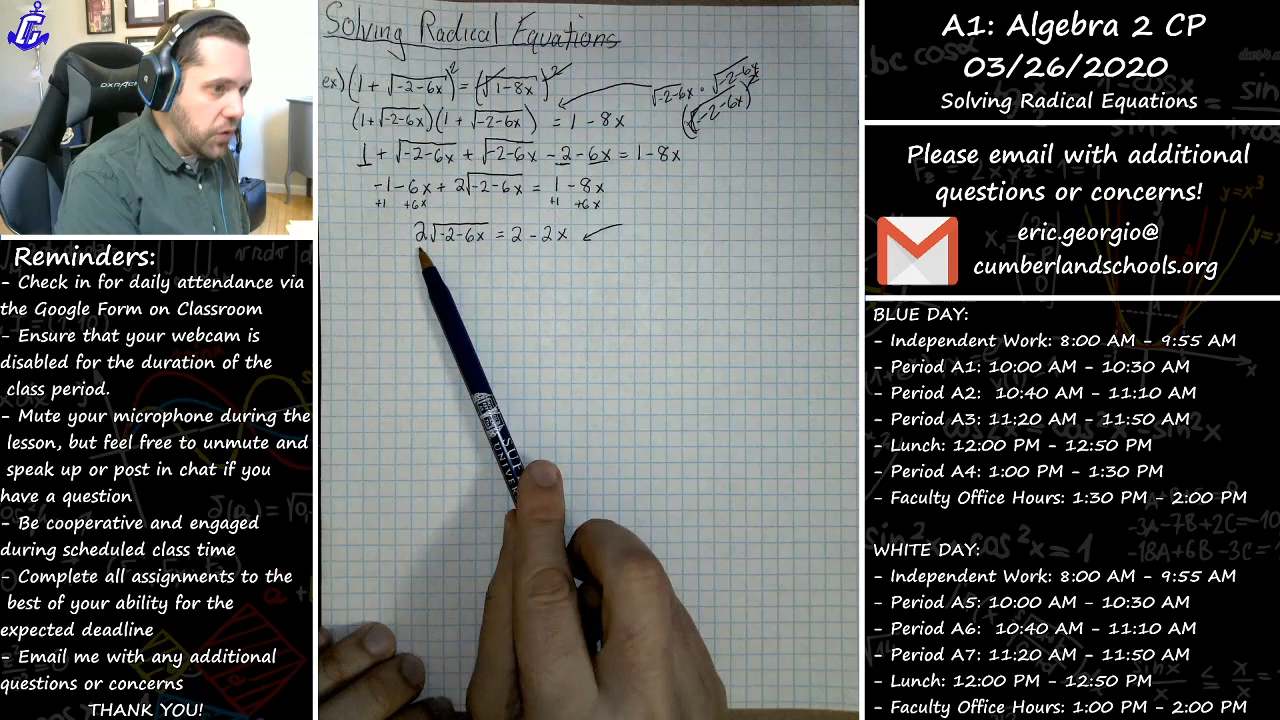 G
DXRACER
Reminders:
- Check in for daily attendance via
the Google Form on Classroom
- Ensure that your webcam is
disabled for the duration of the
class period.
- Mute your microphone during the
lesson, but feel free to unmute and
speak up or post in chat if you
have a question
- Be cooperative and engaged
during scheduled class time
- Complete all assignments to the
best of your ability for the
expected deadline
- Email me with any additional
questions or concerns
THANK YOU!
Solving Radical Equations
ex) (1 + √-2-6x)² = (√1-8x)²
√-2-6x · √-2-6x
(√-2-6x)²
(1+√-2-6x)(1+√-2-6x) = 1 - 8x
1 + √-2-6x + √-2-6x - 2 - 6x = 1 - 8x
-1 - 6x + 2√-2-6x = 1 - 8x
+1 +6x +1 +6x
2√-2-6x = 2 - 2x
A1: Algebra 2 CP
03/26/2020
Solving Radical Equations
Please email with additional
questions or concerns!
eric.georgio@
cumberlandschools.org
BLUE DAY:
- Independent Work: 8:00 AM - 9:55 AM
- Period A1: 10:00 AM - 10:30 AM
- Period A2: 10:40 AM - 11:10 AM
- Period A3: 11:20 AM - 11:50 AM
- Lunch: 12:00 PM - 12:50 PM
- Period A4: 1:00 PM - 1:30 PM
- Faculty Office Hours: 1:30 PM - 2:00 PM
WHITE DAY:
- Independent Work: 8:00 AM - 9:55 AM
- Period A5: 10:00 AM - 10:30 AM
- Period A6: 10:40 AM - 11:10 AM
- Period A7: 11:20 AM - 11:50 AM
- Lunch: 12:00 PM - 12:50 PM
- Faculty Office Hours: 1:00 PM - 2:00 PM